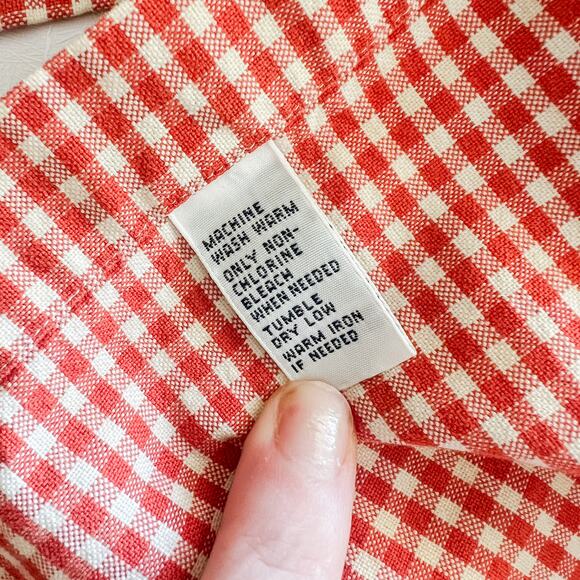 MACHINE
WASH WARM
ONLY NON-
CHLORINE
BLEACH
WHEN NEEDED
TUMBLE
DRY LOW
WARM IRON
IF NEEDED